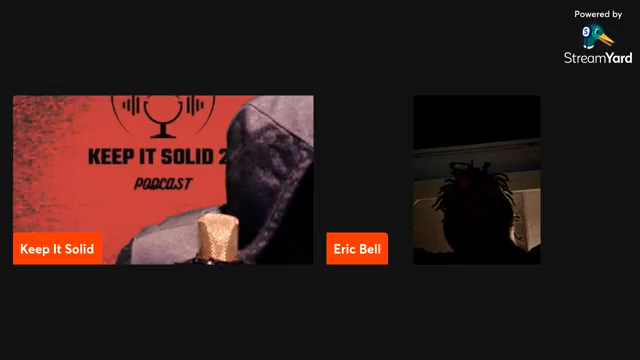 Powered by
StreamYard
KEEP IT SOLID 2
PODCAST
Keep It Solid
Eric Bell